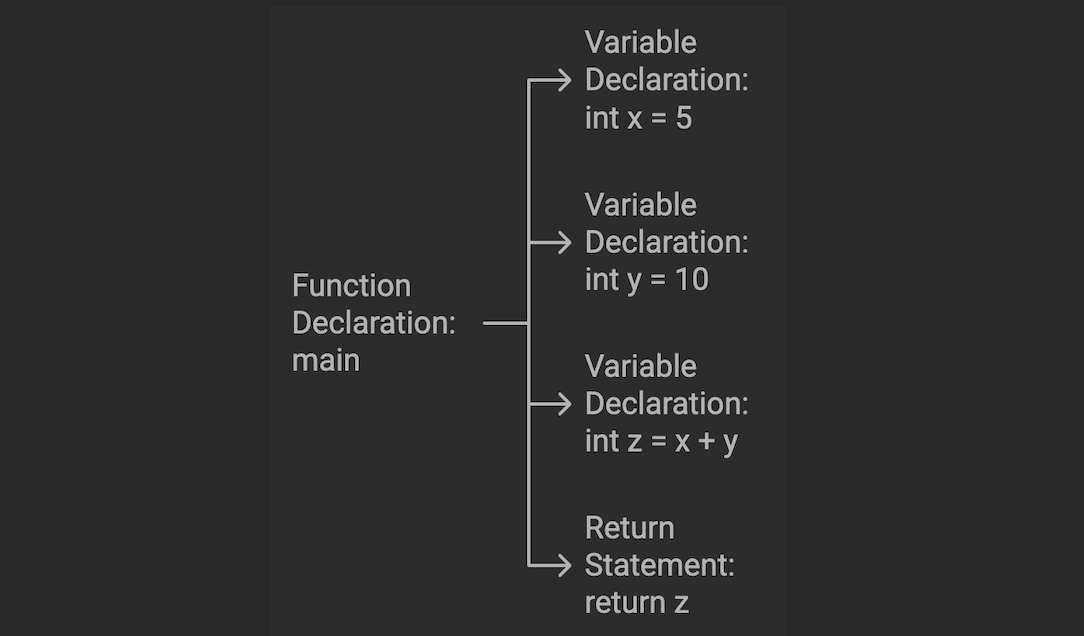 Variable
Declaration:
int x = 5
Variable
Declaration:
int y = 10
Function
Declaration:
main
Variable
Declaration:
int z = x + y
Return
Statement:
return z